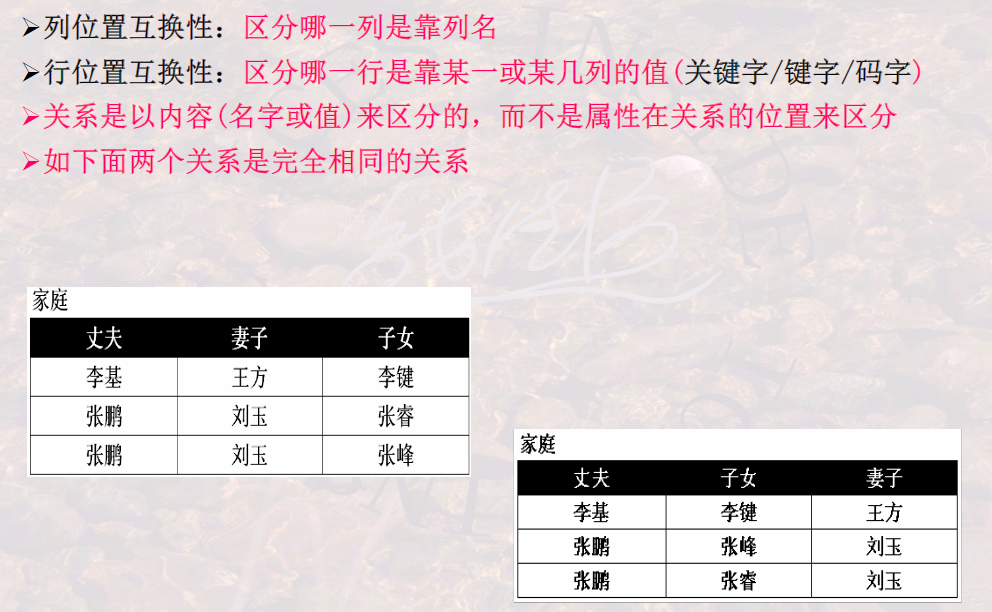 ➢列位置互换性：区分哪一列是靠列名
➢行位置互换性：区分哪一行是靠某一或某几列的值(关键字/键字/码字)
➢关系是以内容(名字或值)来区分的，而不是属性在关系的位置来区分
➢如下面两个关系是完全相同的关系
家庭
丈夫 妻子 子女
李基 王方 李键
张鹏 刘玉 张睿
张鹏 刘玉 张峰
家庭
丈夫 子女 妻子
李基 李键 王方
张鹏 张峰 刘玉
张鹏 张睿 刘玉